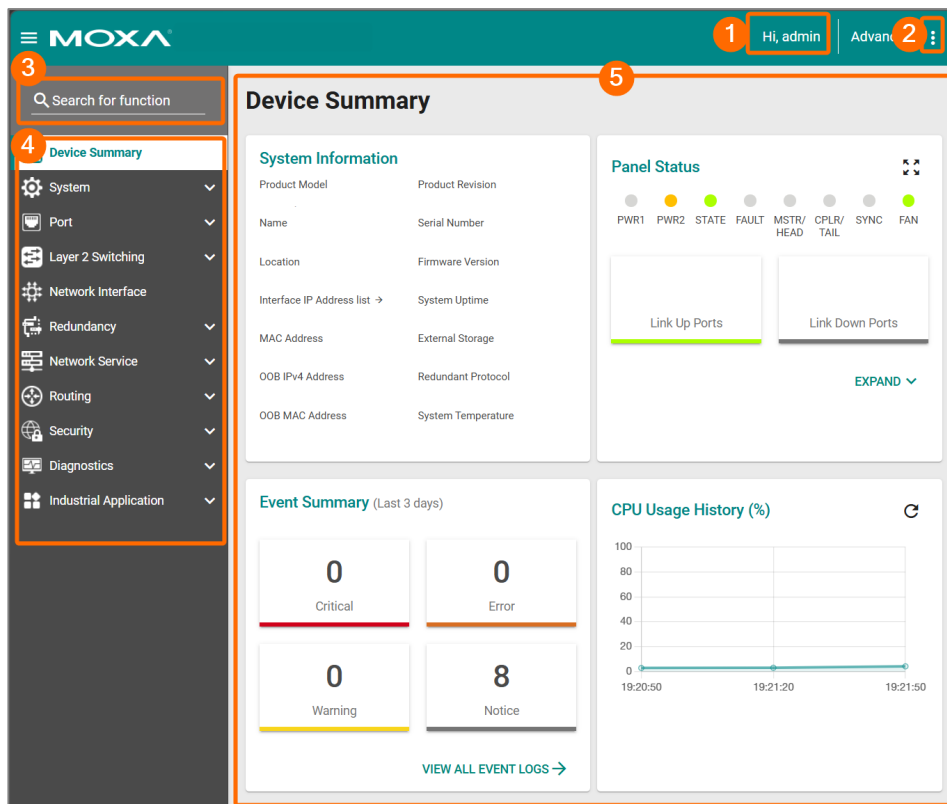 MOXA
1
Hi, admin
Advan
2
3
Search for function
4
Device Summary
System
Port
Layer 2 Switching
Network Interface
Redundancy
Network Service
Routing
Security
Diagnostics
Industrial Application
5
Device Summary
System Information
Product Model
Product Revision
Name
Serial Number
Location
Firmware Version
Interface IP Address list →
System Uptime
MAC Address
External Storage
OOB IPv4 Address
Redundant Protocol
OOB MAC Address
System Temperature
Panel Status
PWR1 PWR2 STATE FAULT MSTR/ CPLR/ SYNC FAN
HEAD TAIL
Link Up Ports
Link Down Ports
EXPAND
Event Summary (Last 3 days)
0
Critical
0
Error
0
Warning
8
Notice
VIEW ALL EVENT LOGS →
CPU Usage History (%)
100
80
60
40
20
0
19:20:50 19:21:20 19:21:50